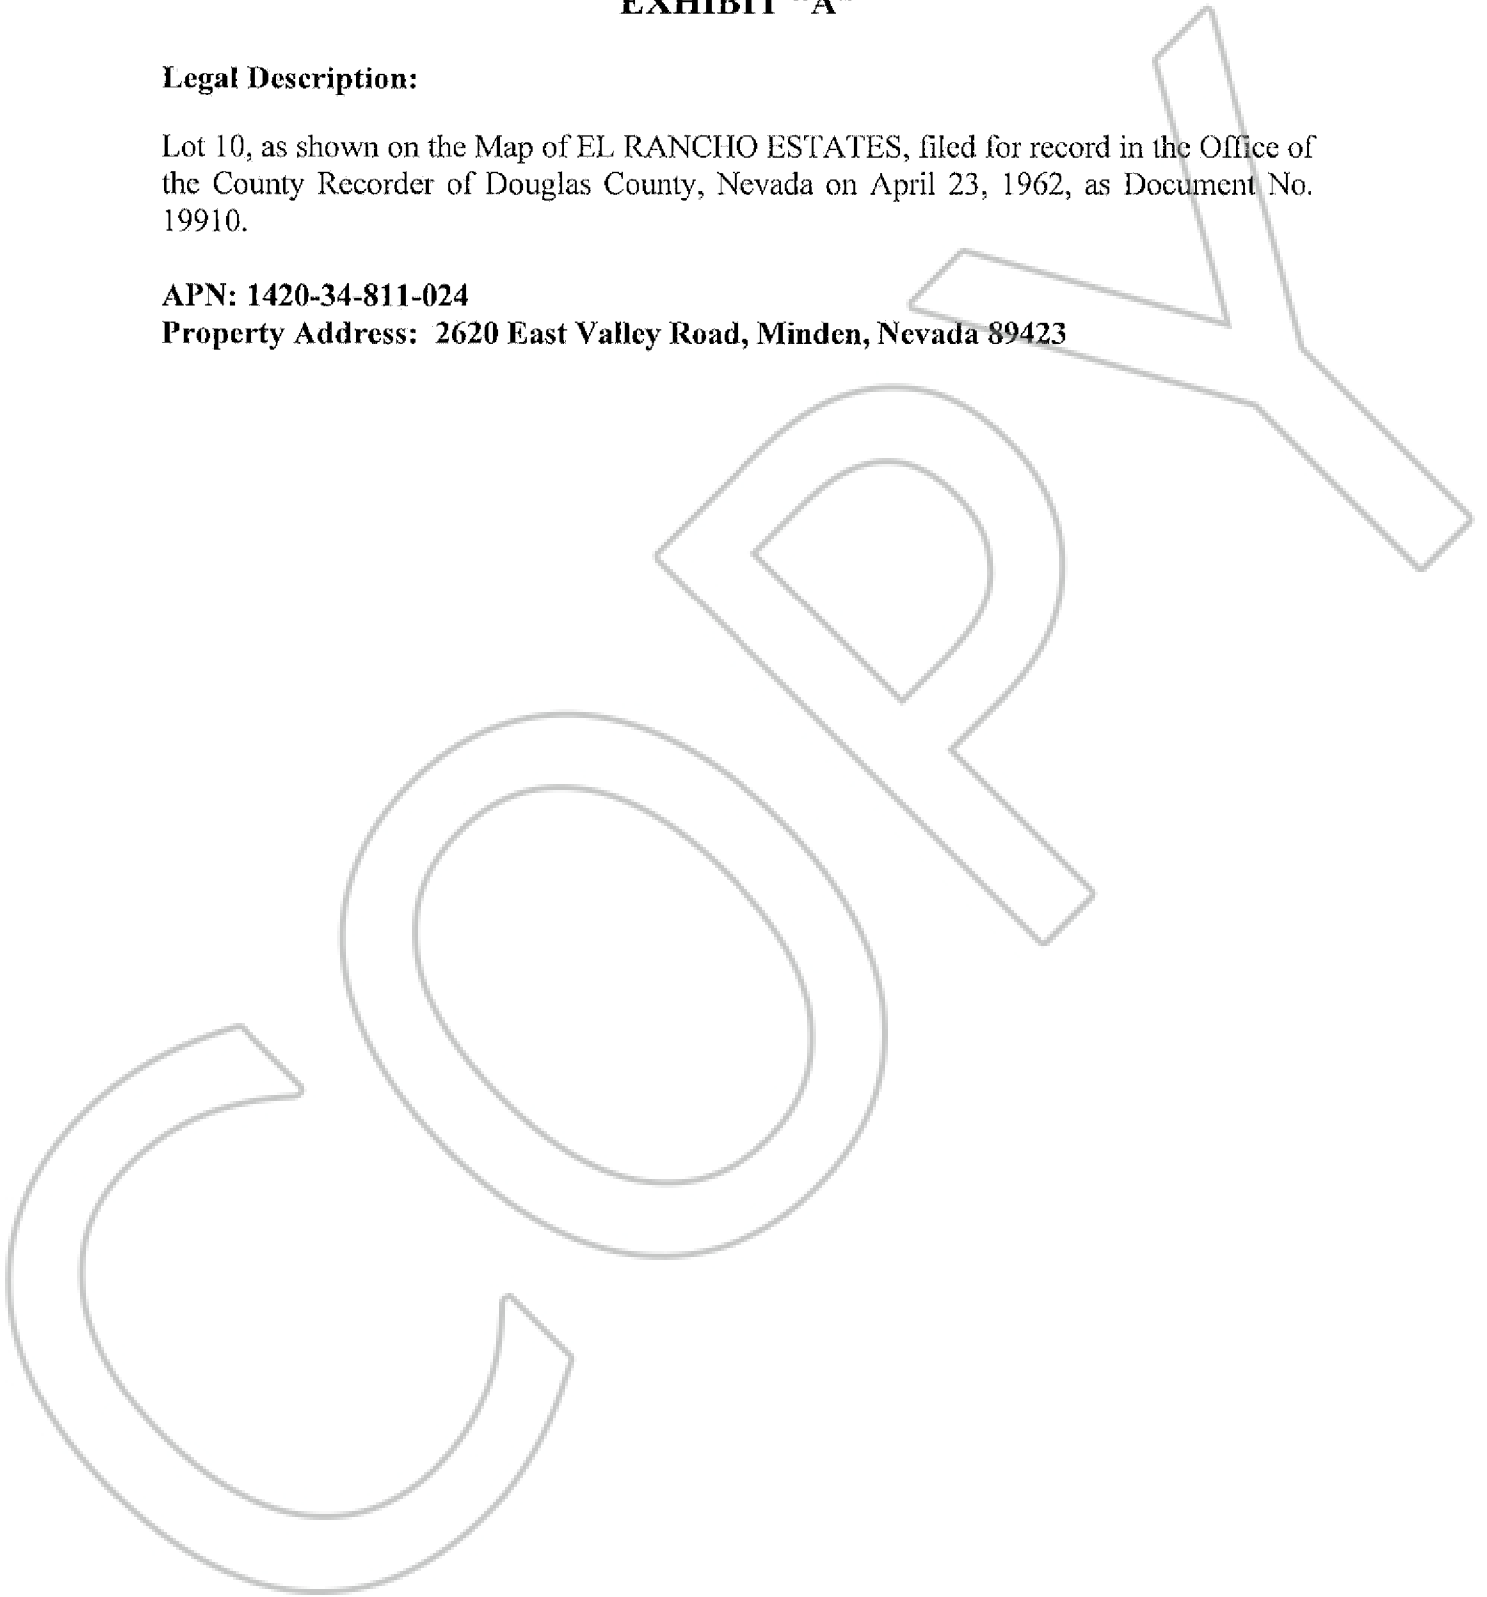 EXHIBIT "A"
Legal Description:
Lot 10, as shown on the Map of EL RANCHO ESTATES, filed for record in the Office of
the County Recorder of Douglas County, Nevada on April 23, 1962, as Document No.
19910.
APN: 1420-34-811-024
Property Address: 2620 East Valley Road, Minden, Nevada 89423
COPY